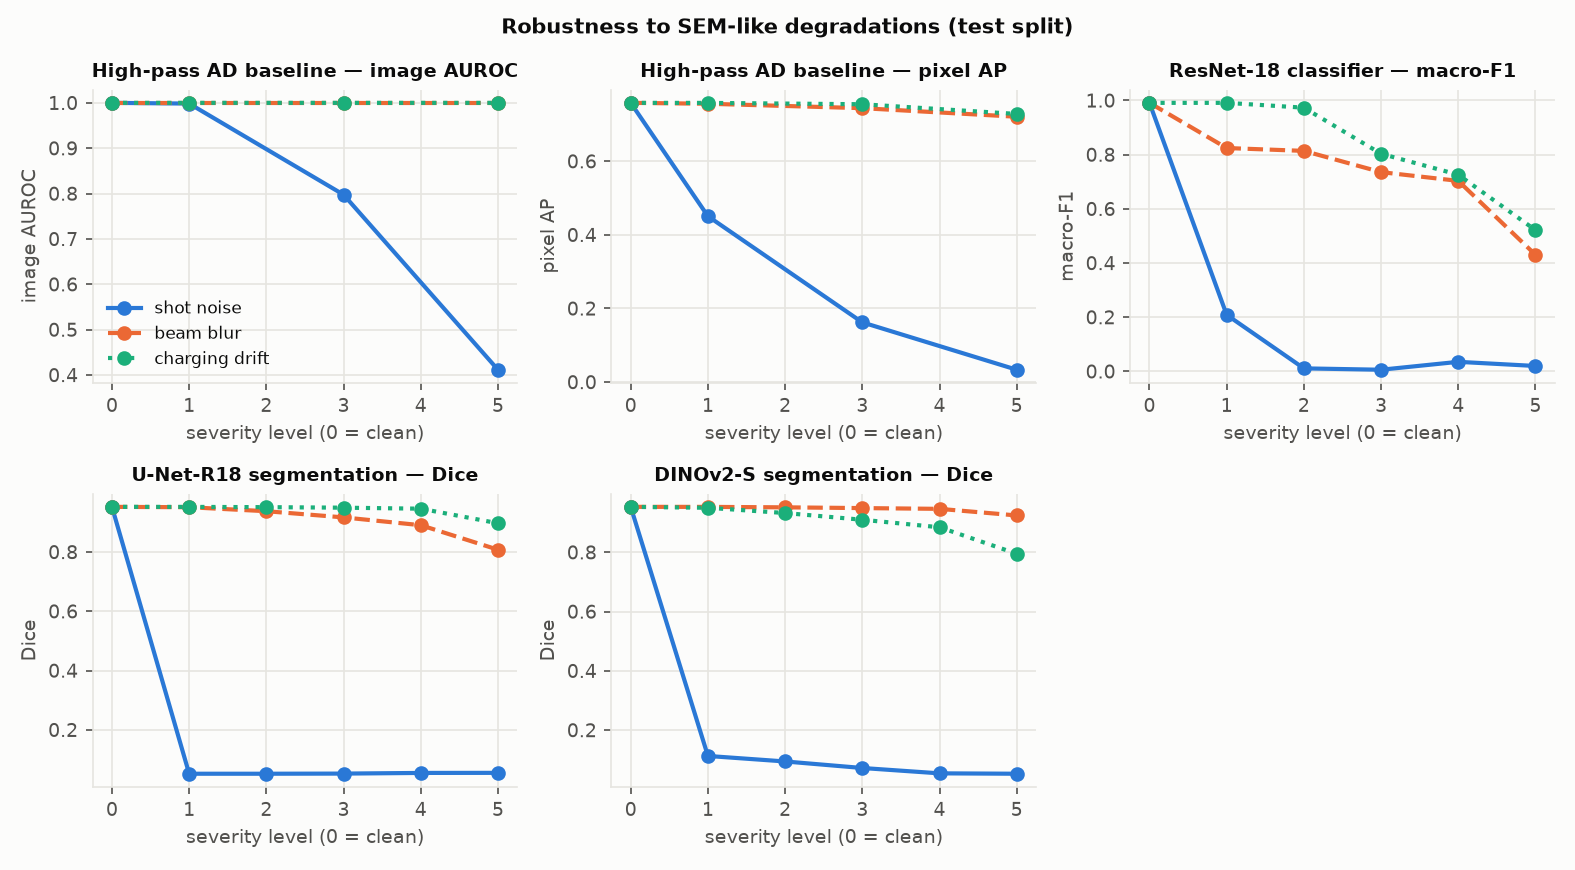 Robustness to SEM-like degradations (test split)
High-pass AD baseline — image AUROC
image AUROC
1.0
0.9
0.8
0.7
0.6
0.5
0.4
shot noise
beam blur
charging drift
0 1 2 3 4 5
severity level (0 = clean)
High-pass AD baseline — pixel AP
pixel AP
0.6
0.4
0.2
0.0
0 1 2 3 4 5
severity level (0 = clean)
ResNet-18 classifier — macro-F1
macro-F1
1.0
0.8
0.6
0.4
0.2
0.0
0 1 2 3 4 5
severity level (0 = clean)
U-Net-R18 segmentation — Dice
Dice
0.8
0.6
0.4
0.2
0 1 2 3 4 5
severity level (0 = clean)
DINOv2-S segmentation — Dice
Dice
0.8
0.6
0.4
0.2
0 1 2 3 4 5
severity level (0 = clean)